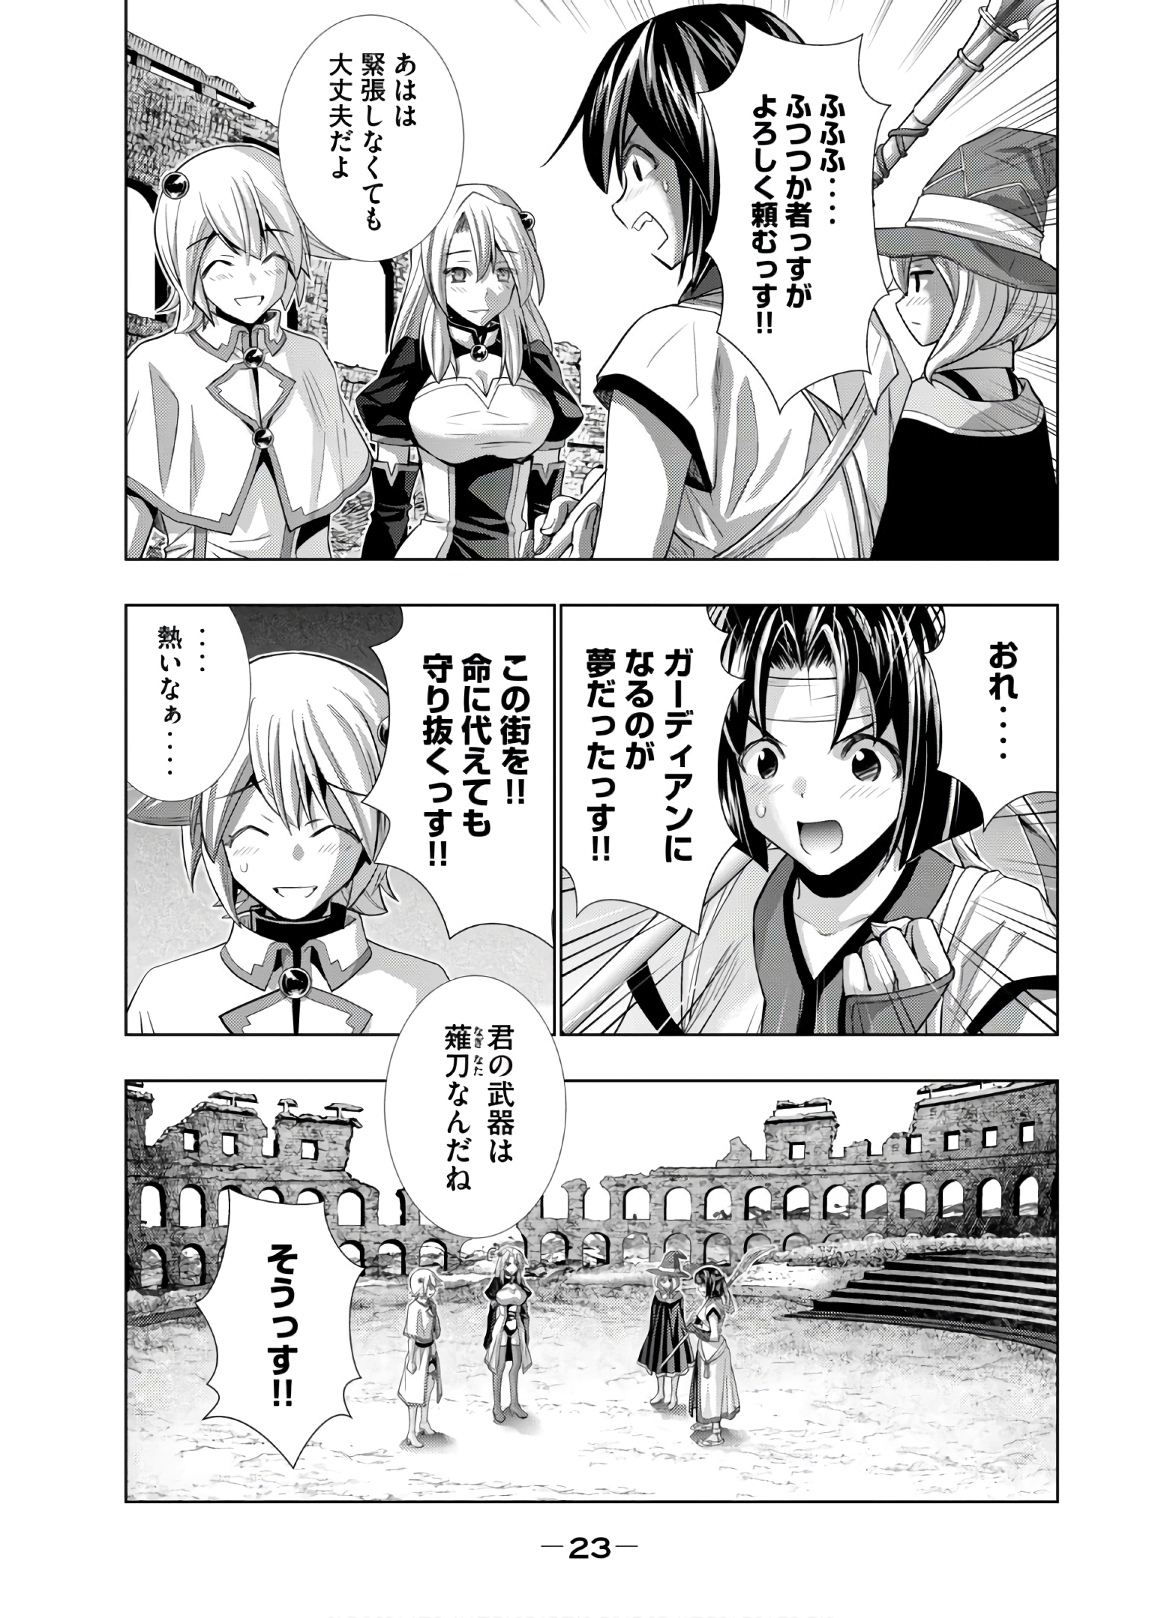 ふふふ‥‥
ふつつか者っすが
よろしく頼むっす!!
あはは
緊張しなくても
大丈夫だよ
おれ‥‥
ガーディアンに
なるのが
夢だったっす!!
この街を!!
命に代えても
守り抜くっす!!
‥‥
熱いなぁ‥‥
君の武器は
薙刀なんだね
なぎなた
そうっす!!
−23−